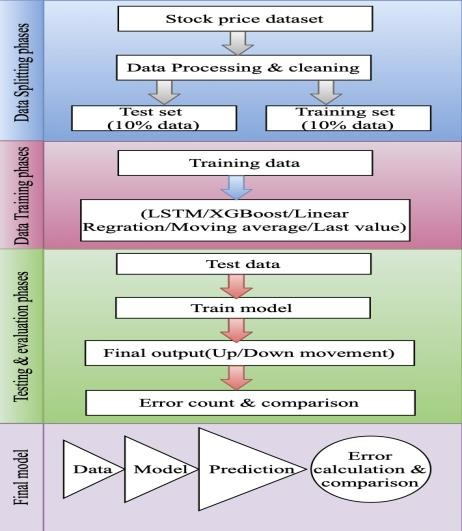 Data Splitting phases
Stock price dataset
Data Processing & cleaning
Test set
(10% data)
Training set
(10% data)
Data Training phases
Training data
(LSTM/XGBoost/Linear
Regration/Moving average/Last value)
Testing & evaluation phases
Test data
Train model
Final output(Up/Down movement)
Error count & comparison
Final model
Data
Model
Prediction
Error
calculation &
comparison